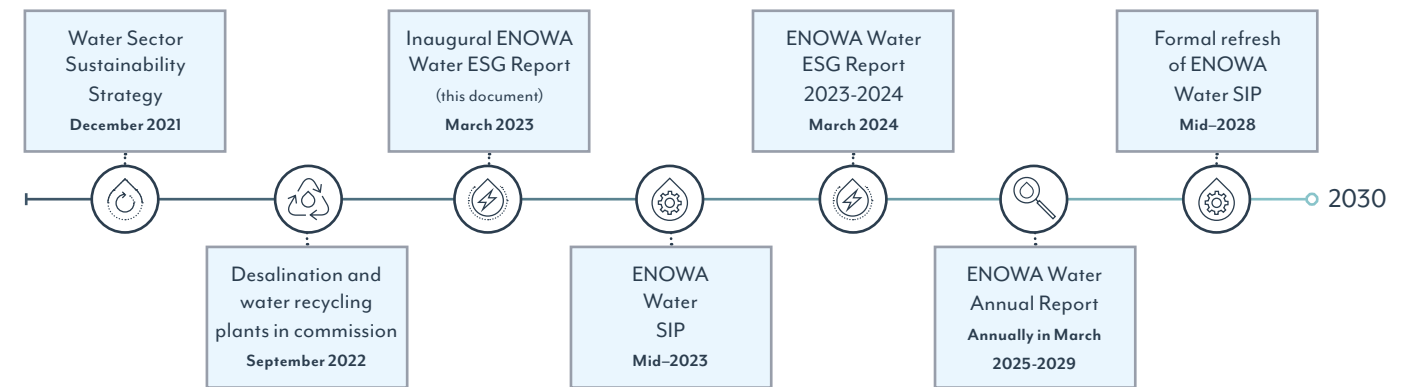 Water Sector
Sustainability
Strategy
December 2021
Inaugural ENOWA
Water ESG Report
(this document)
March 2023
ENOWA Water
ESG Report
2023-2024
March 2024
Formal refresh
of ENOWA
Water SIP
Mid–2028
2030
Desalination and
water recycling
plants in commission
September 2022
ENOWA
Water
SIP
Mid–2023
ENOWA Water
Annual Report
Annually in March
2025-2029